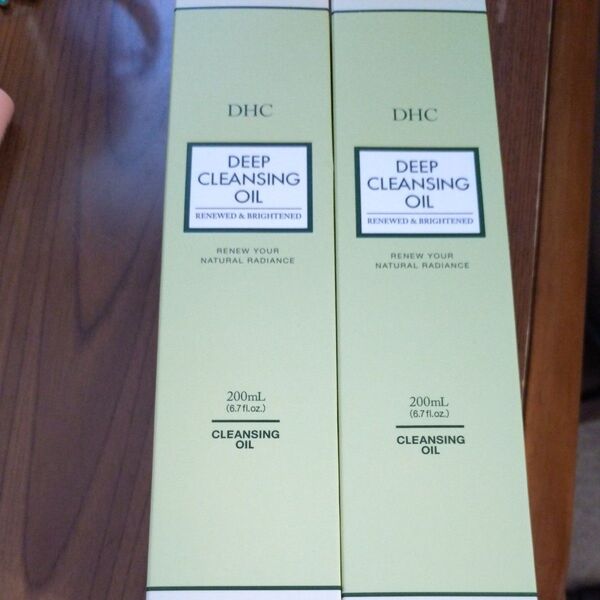 DHC
DEEP
CLEANSING
OIL
RENEWED & BRIGHTENED
RENEW YOUR
NATURAL RADIANCE
200mL
(6.7 fl.oz.)
CLEANSING
OIL
DHC
DEEP
CLEANSING
OIL
RENEWED & BRIGHTENED
RENEW YOUR
NATURAL RADIANCE
200mL
(6.7 fl.oz.)
CLEANSING
OIL